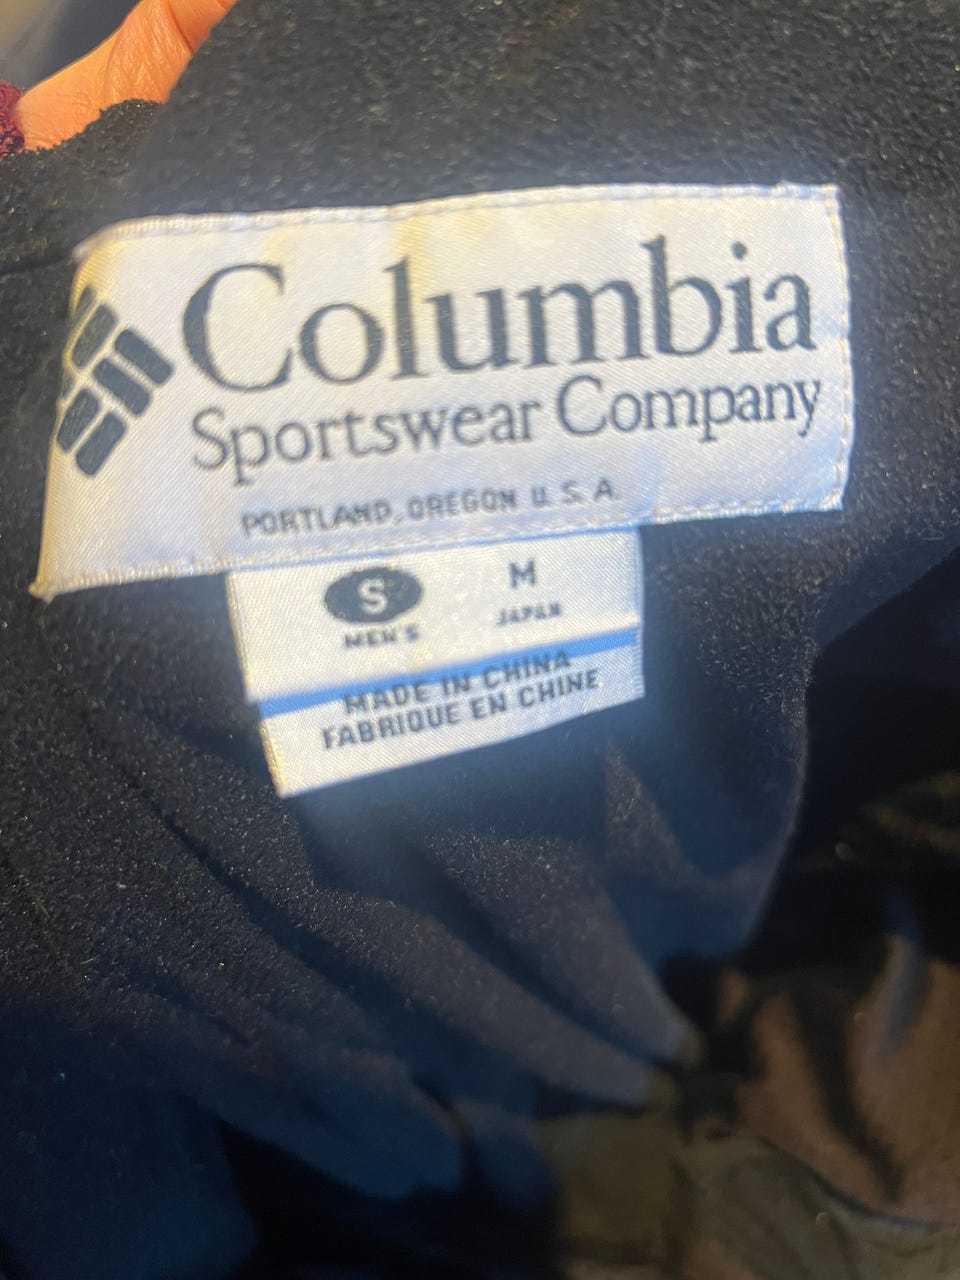 Columbia
Sportswear Company
PORTLAND, OREGON U.S.A.
S M
MEN'S JAPAN
MADE IN CHINA
FABRIQUE EN CHINE